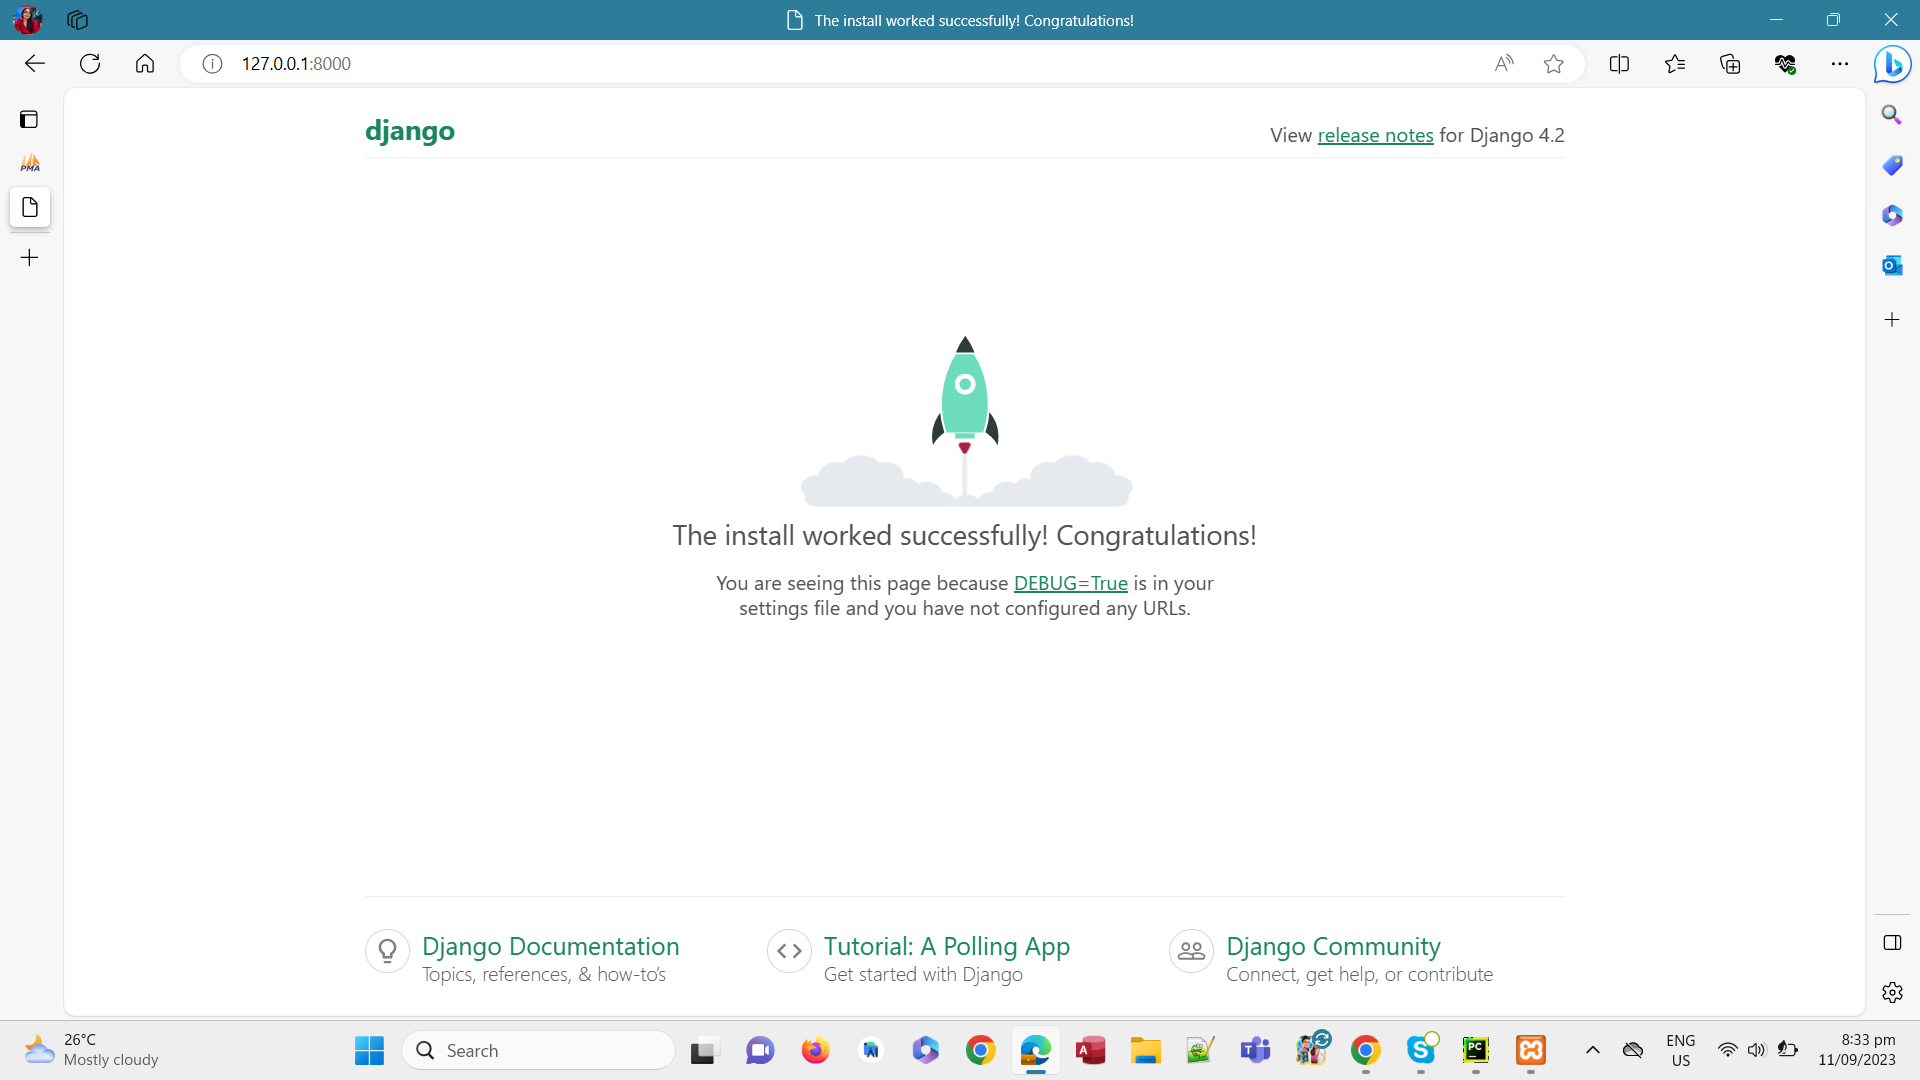 The install worked successfully! Congratulations!
127.0.0.1:8000
PMA
django
View release notes for Django 4.2
The install worked successfully! Congratulations!
You are seeing this page because DEBUG=True is in your
settings file and you have not configured any URLs.
Django Documentation
Topics, references, & how-to's
Tutorial: A Polling App
Get started with Django
Django Community
Connect, get help, or contribute
26°C
Mostly cloudy
Search
PC
ENG
US
8:33 pm
11/09/2023